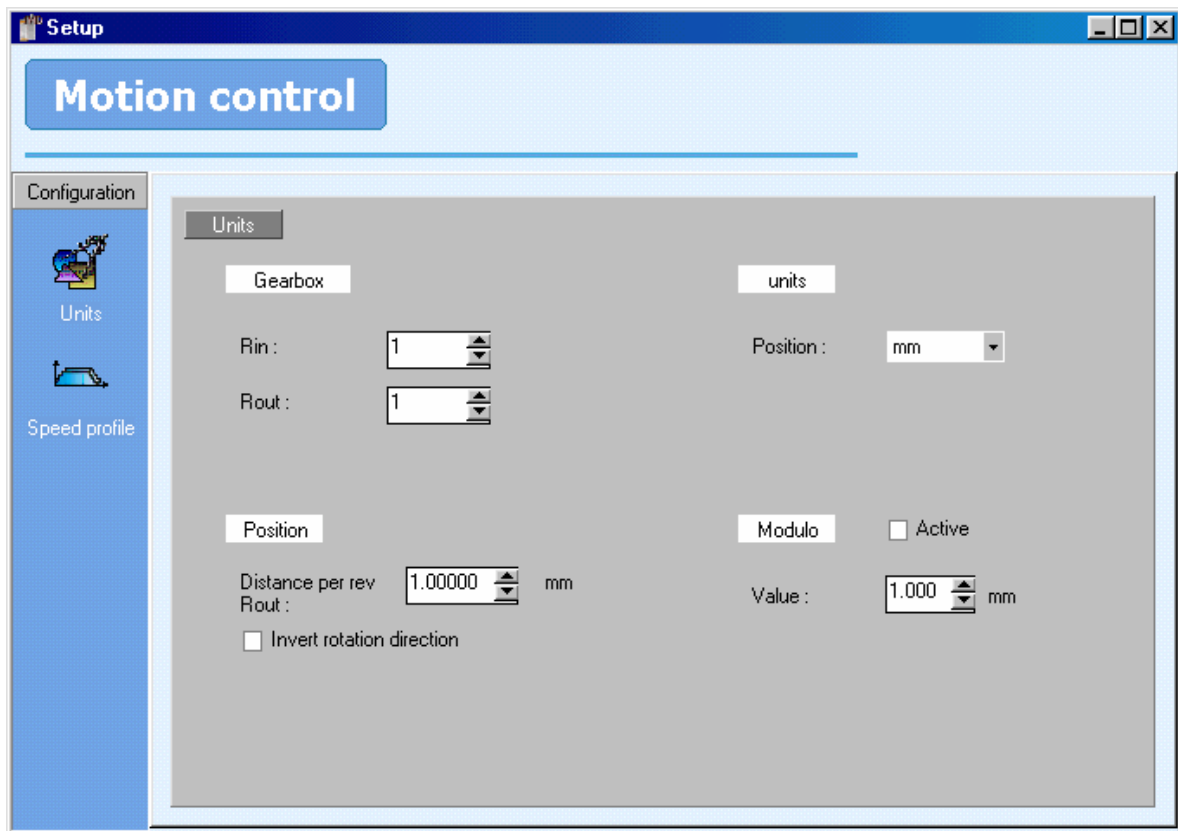 Setup
Motion control
Configuration
Units
Speed profile
Units
Gearbox
units
Rin : 1
Position : mm
Rout : 1
Position
Modulo Active
Distance per rev
Rout : 1.00000 mm
Value : 1.000 mm
Invert rotation direction